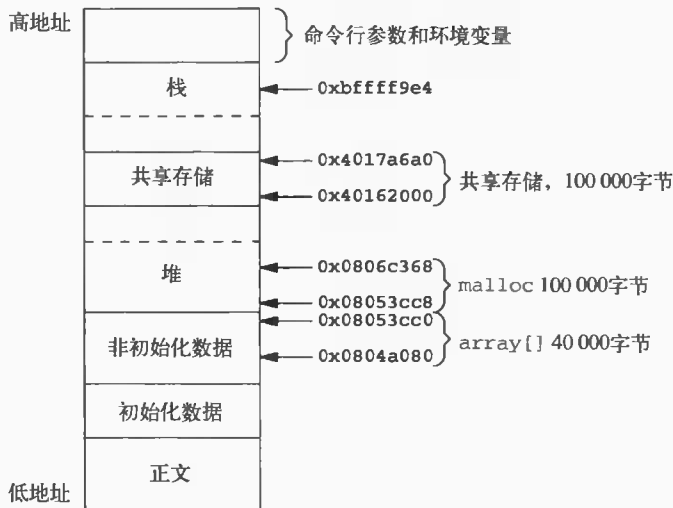 高地址
命令行参数和环境变量
栈
0xbffff9e4
共享存储
0x4017a6a0
0x40162000
共享存储，100 000字节
堆
0x0806c368
0x08053cc8
malloc 100 000字节
非初始化数据
0x08053cc0
0x0804a080
array[] 40 000字节
初始化数据
正文
低地址